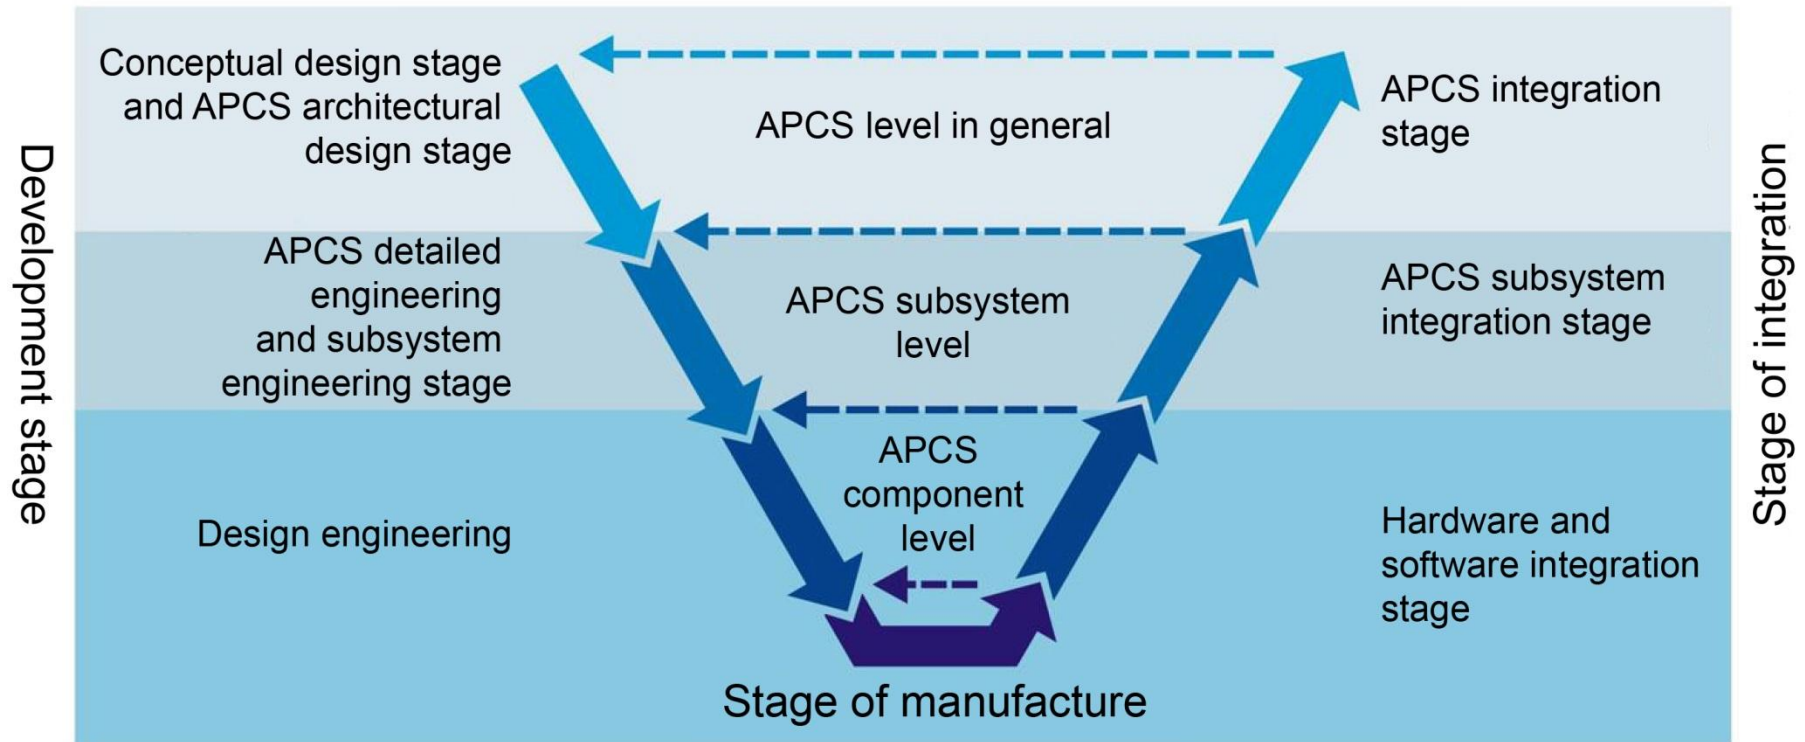 Development stage
Conceptual design stage
and APCS architectural
design stage
APCS level in general
APCS integration
stage
APCS detailed
engineering
and subsystem
engineering stage
APCS subsystem
level
APCS subsystem
integration stage
Design engineering
APCS
component
level
Hardware and
software integration
stage
Stage of manufacture
Stage of integration